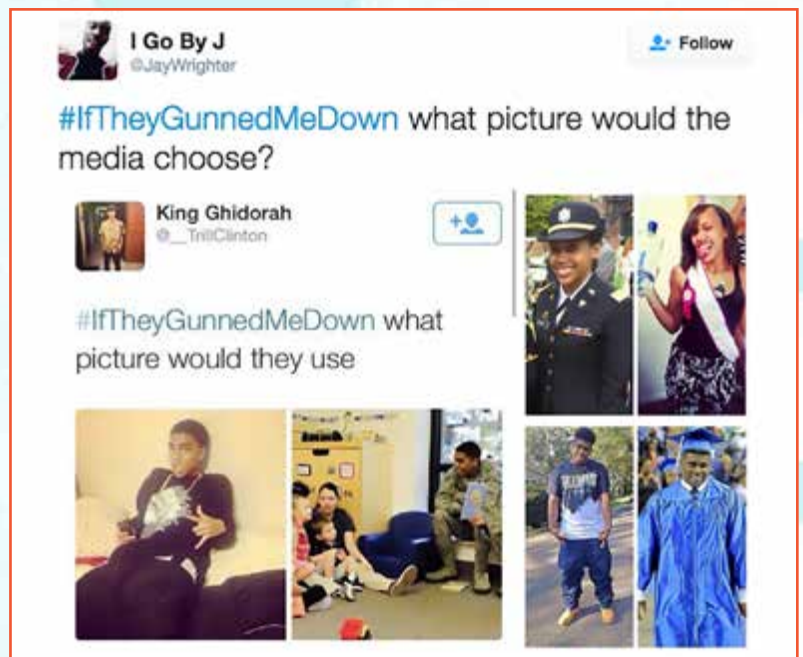 I Go By J
@JayWrighter
Follow
#IfTheyGunnedMeDown what picture would the
media choose?
King Ghidorah
@__TrillClinton
#IfTheyGunnedMeDown what
picture would they use